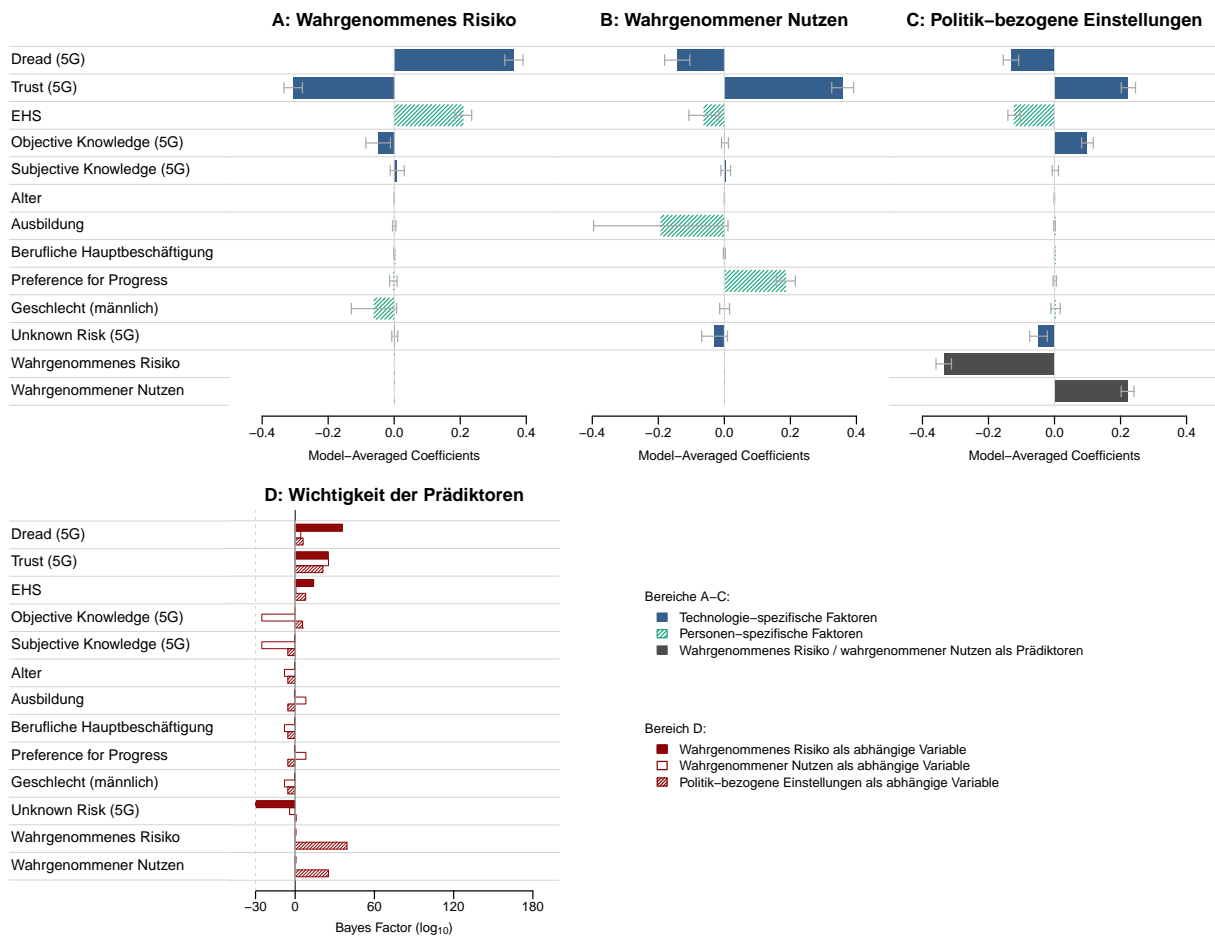 A: Wahrgenommenes Risiko
B: Wahrgenommener Nutzen
C: Politik−bezogene Einstellungen
Dread (5G)
Trust (5G)
EHS
Objective Knowledge (5G)
Subjective Knowledge (5G)
Alter
Ausbildung
Berufliche Hauptbeschäftigung
Preference for Progress
Geschlecht (männlich)
Unknown Risk (5G)
Wahrgenommenes Risiko
Wahrgenommener Nutzen
−0.4 −0.2 0.0 0.2 0.4
Model−Averaged Coefficients
−0.4 −0.2 0.0 0.2 0.4
Model−Averaged Coefficients
−0.4 −0.2 0.0 0.2 0.4
Model−Averaged Coefficients
D: Wichtigkeit der Prädiktoren
Dread (5G)
Trust (5G)
EHS
Objective Knowledge (5G)
Subjective Knowledge (5G)
Alter
Ausbildung
Berufliche Hauptbeschäftigung
Preference for Progress
Geschlecht (männlich)
Unknown Risk (5G)
Wahrgenommenes Risiko
Wahrgenommener Nutzen
−30 0 60 120 180
Bayes Factor (log₁₀)
Bereiche A−C:
Technologie−spezifische Faktoren
Personen−spezifische Faktoren
Wahrgenommenes Risiko / wahrgenommener Nutzen als Prädiktoren
Bereich D:
Wahrgenommenes Risiko als abhängige Variable
Wahrgenommener Nutzen als abhängige Variable
Politik−bezogene Einstellungen als abhängige Variable